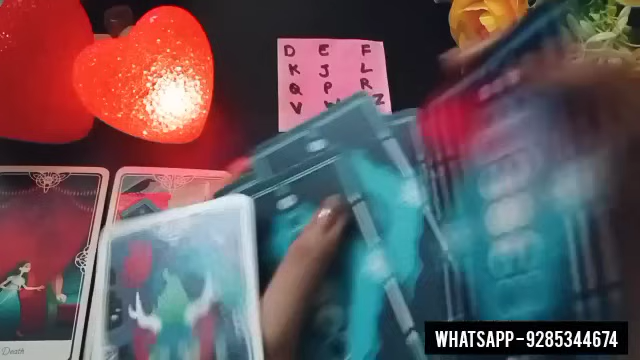 D E F
K J L
Q P R
V W Z
Death
WHATSAPP-9285344674